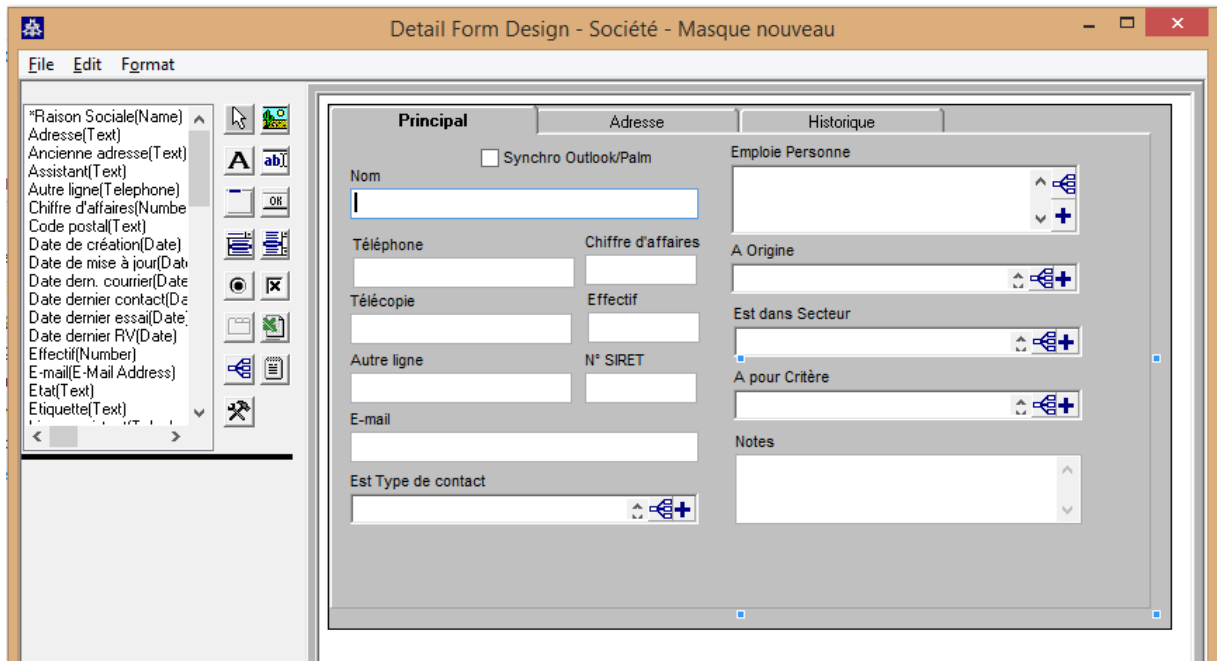 Detail Form Design - Société - Masque nouveau
File Edit Format
*Raison Sociale(Name)
Adresse(Text)
Ancienne adresse(Text)
Assistant(Text)
Autre ligne(Telephone)
Chiffre d'affaires(Numbe
Code postal(Text)
Date de création(Date)
Date de mise à jour(Dat
Date dern. courrier(Date
Date dernier contact(Da
Date dernier essai(Date
Date dernier RV(Date)
Effectif(Number)
E-mail(E-Mail Address)
Etat(Text)
Etiquette(Text)
A
ab
OK
Principal Adresse Historique
Synchro Outlook/Palm
Nom
Téléphone Chiffre d'affaires
Télécopie Effectif
Autre ligne N° SIRET
E-mail
Est Type de contact
Emploie Personne
A Origine
Est dans Secteur
A pour Critère
Notes